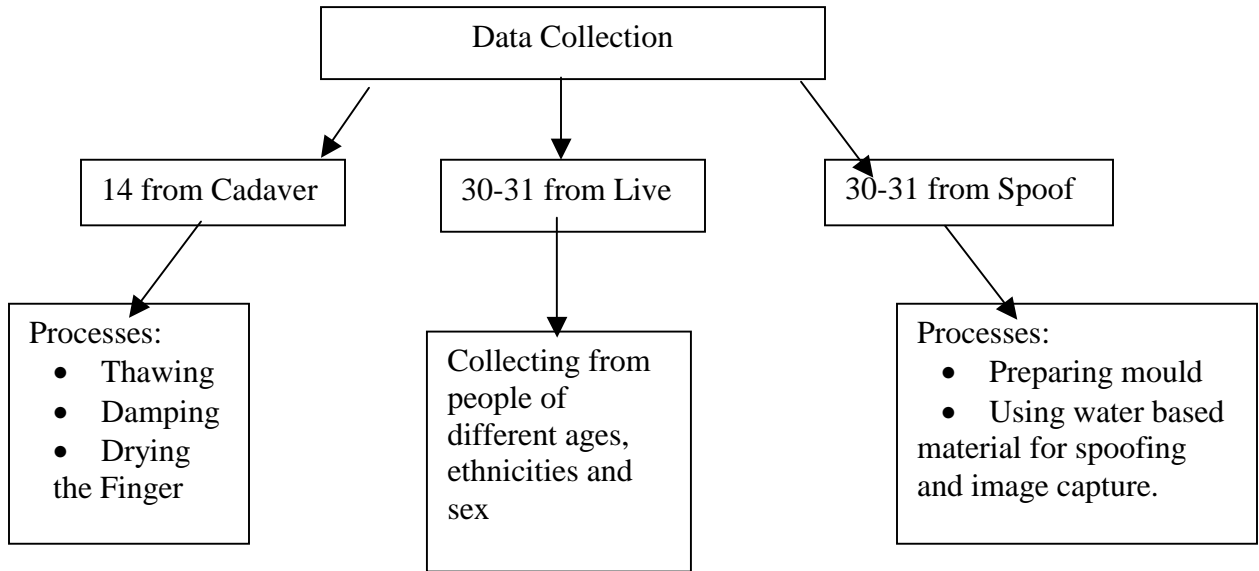 Data Collection
14 from Cadaver
30-31 from Live
30-31 from Spoof
Processes:
• Thawing
• Damping
• Drying
the Finger
Collecting from
people of
different ages,
ethnicities and
sex
Processes:
• Preparing mould
• Using water based
material for spoofing
and image capture.